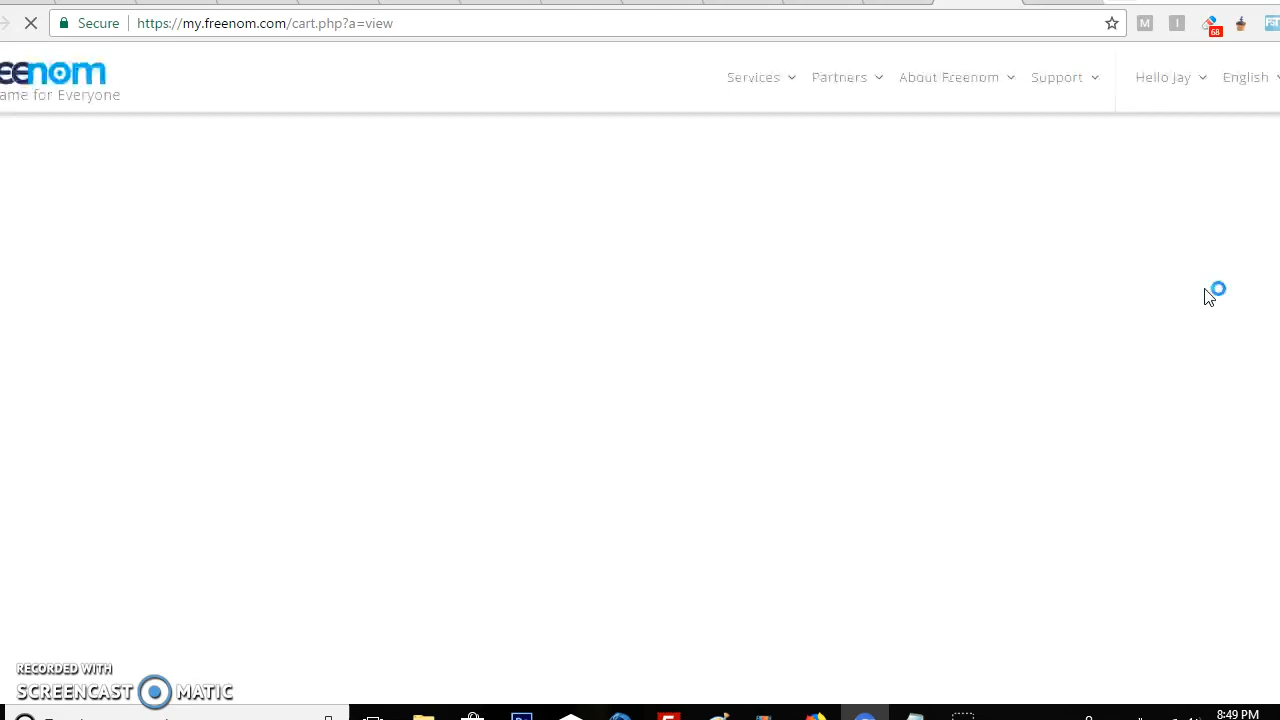 Secure https://my.freenom.com/cart.php?a=view
M I 68
eenom
ame for Everyone
Services Partners About Freenom Support Hello Jay English
RECORDED WITH
SCREENCAST MATIC
8:49 PM